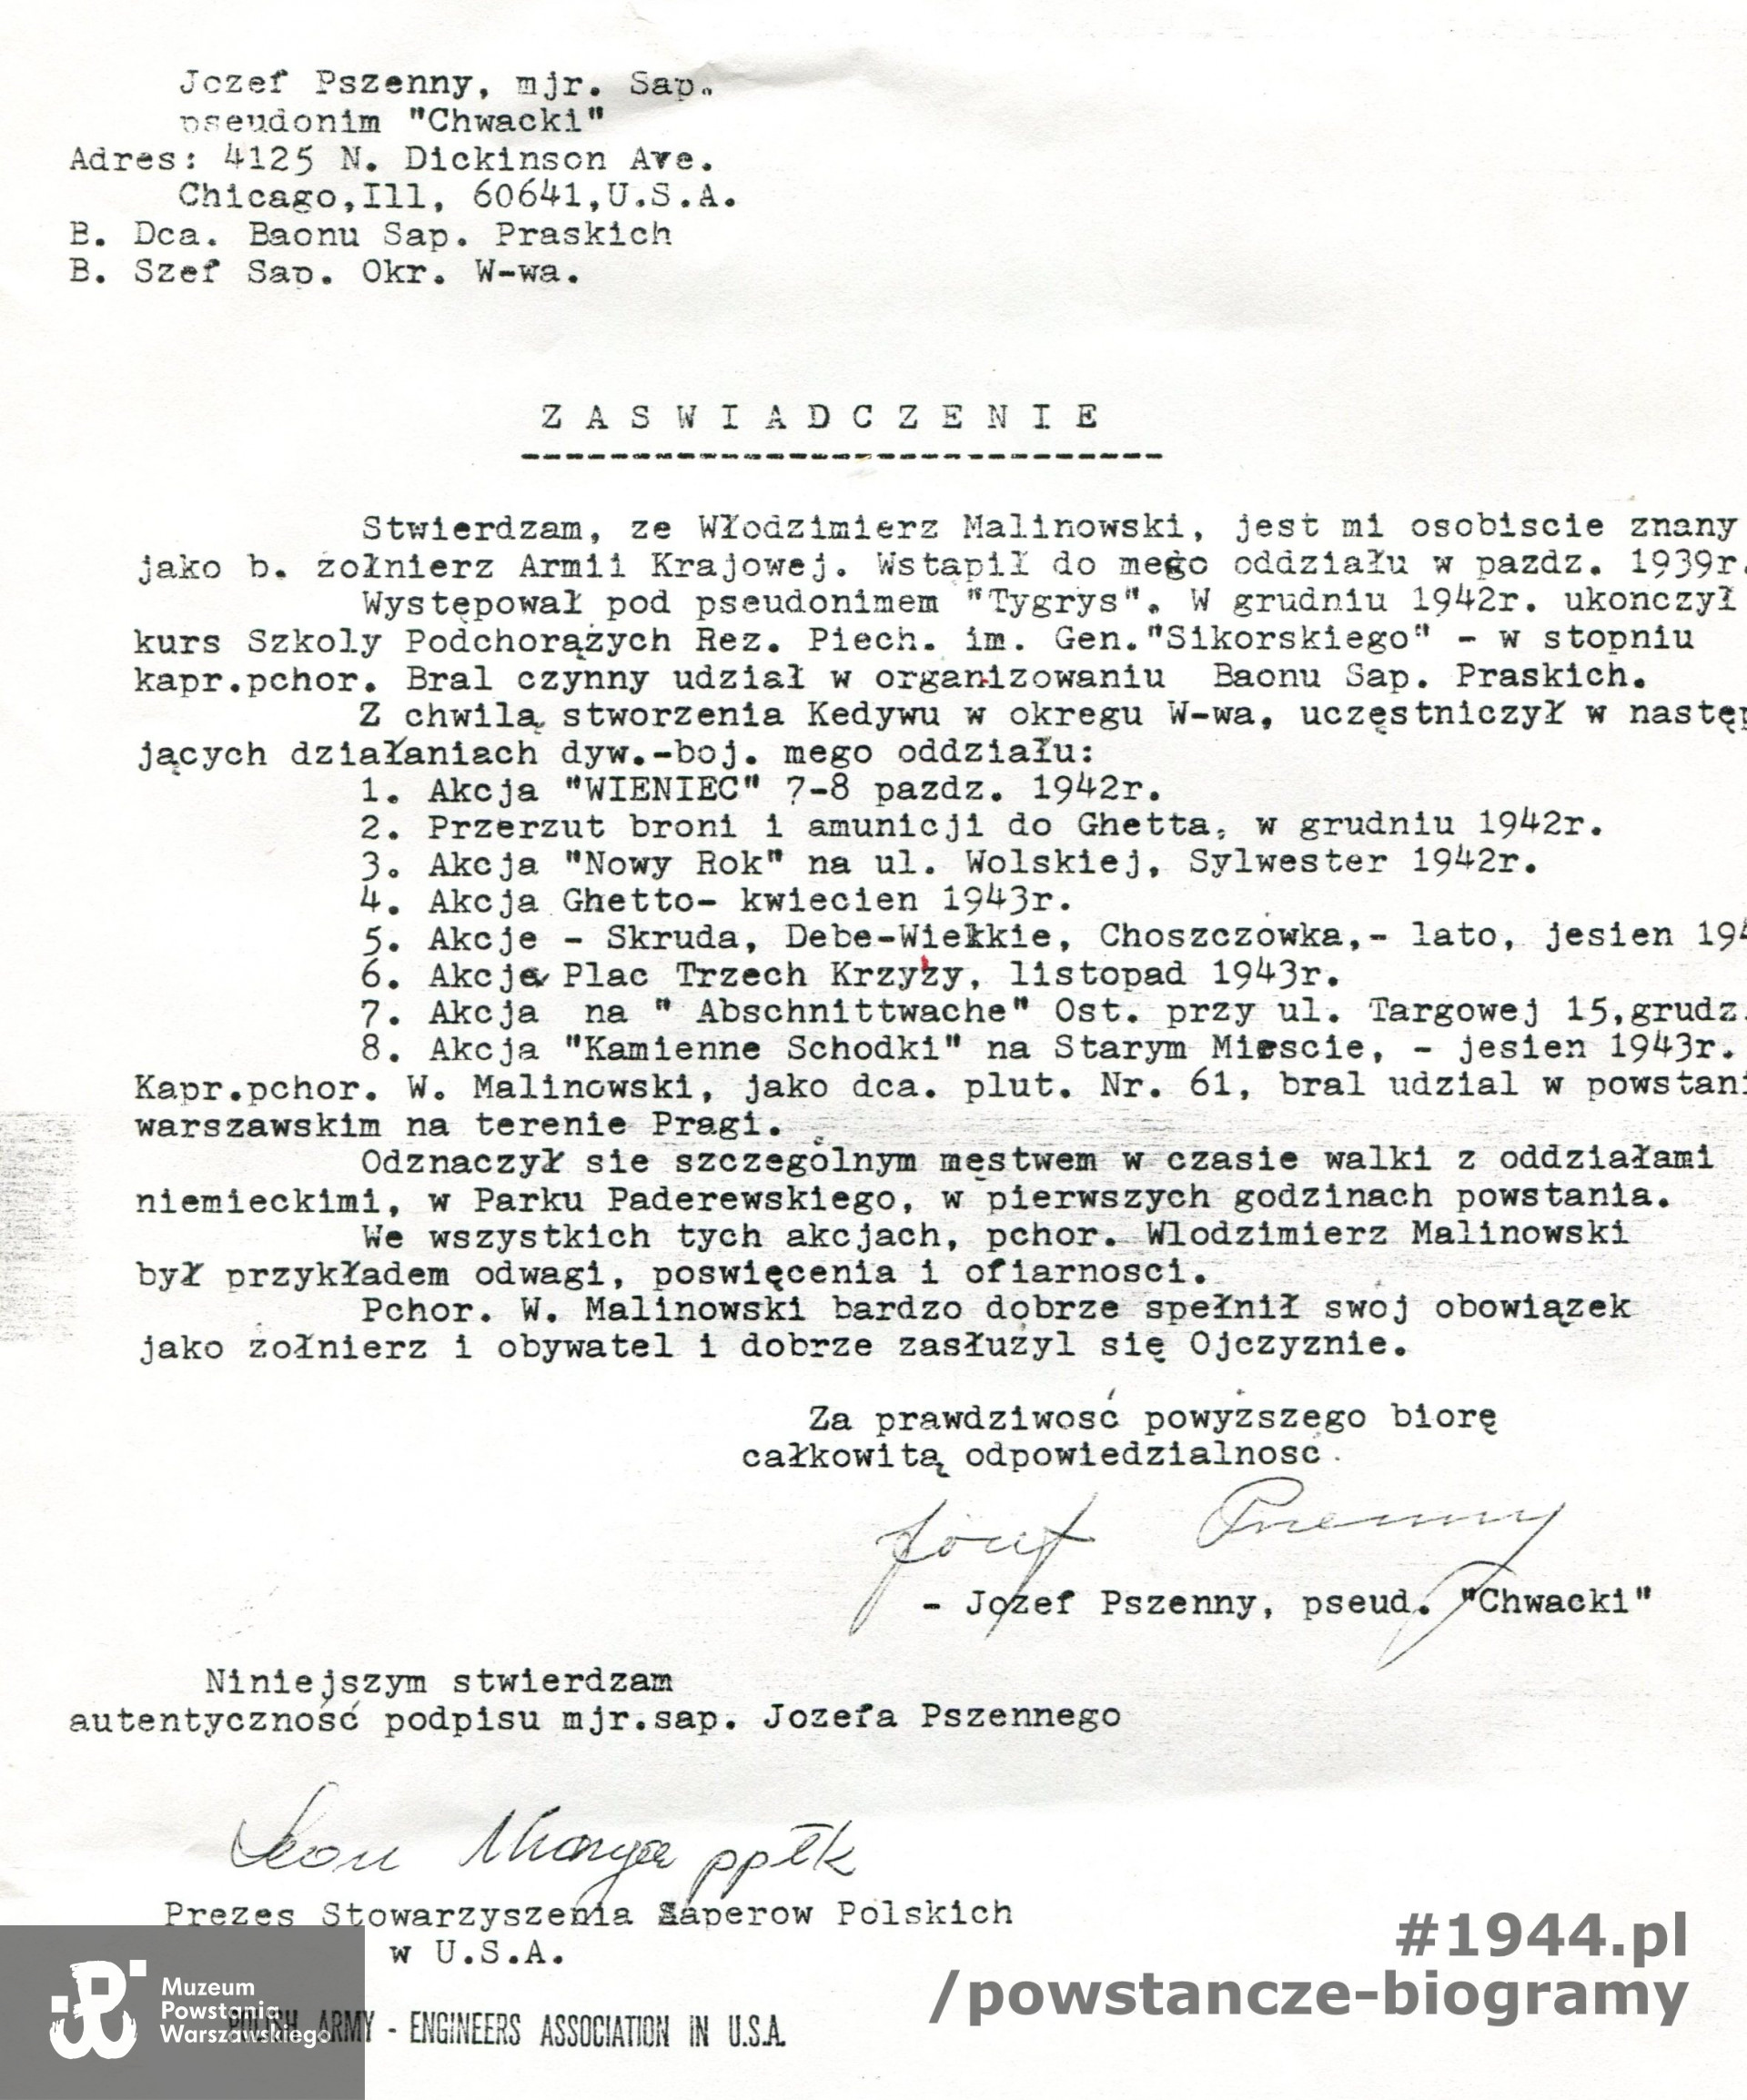 Jozef Pszenny, mjr. Sap.
pseudonim "Chwacki"
Adres: 4125 N. Dickinson Ave.
Chicago,Ill, 60641,U.S.A.
B. Dca. Baonu Sap. Praskich
B. Szef Sap. Okr. W-wa.
Z A S W I A D C Z E N I E
Stwierdzam, ze Włodzimierz Malinowski, jest mi osobiscie znany
jako b. żołnierz Armii Krajowej. Wstąpił do mego oddziału w pazdz. 1939r.
Występował pod pseudonimem "Tygrys". W grudniu 1942r. ukonczył
kurs Szkoly Podchorążych Rez. Piech. im. Gen."Sikorskiego" - w stopniu
kapr.pchor. Bral czynny udział w organizowaniu Baonu Sap. Praskich.
Z chwilą stworzenia Kedywu w okregu W-wa, uczęstniczył w następ
jących działaniach dyw.-boj. mego oddziału:
1. Akcja "WIENIEC" 7-8 pazdz. 1942r.
2. Przerzut broni i amunicji do Ghetta, w grudniu 1942r.
3. Akcja "Nowy Rok" na ul. Wolskiej, Sylwester 1942r.
4. Akcja Ghetto- kwiecien 1943r.
5. Akcje - Skruda, Debe-Wielkie, Choszczówka,- lato, jesien 194
6. Akcja Plac Trzech Krzyży, listopad 1943r.
7. Akcja na " Abschnittwache" Ost. przy ul. Targowej 15,grudz.
8. Akcja "Kamienne Schodki" na Starym Miescie, - jesien 1943r.
Kapr.pchor. W. Malinowski, jako dca. plut. Nr. 61, bral udzial w powstani
warszawskim na terenie Pragi.
Odznaczył sie szczególnym męstwem w czasie walki z oddziałami
niemieckimi, w Parku Paderewskiego, w pierwszych godzinach powstania.
We wszystkich tych akcjach, pchor. Wlodzimierz Malinowski
był przykładem odwagi, poswięcenia i ofiarnosci.
Pchor. W. Malinowski bardzo dobrze spełnił swoj obowiązek
jako żołnierz i obywatel i dobrze zasłużyl się Ojczyznie.
Za prawdziwosć powyższego biorę
całkowitą odpowiedzialnosc.
Józef Pszenny
- Jozef Pszenny, pseud. "Chwacki"
Niniejszym stwierdzam
autentyczność podpisu mjr.sap. Jozefa Pszennego
Leon ppłk
Prezes Stowarzyszenia Saperow Polskich
w U.S.A.
POLISH ARMY - ENGINEERS ASSOCIATION IN U.S.A.
Muzeum
Powstania
Warszawskiego
#1944.pl
/powstancze-biogramy